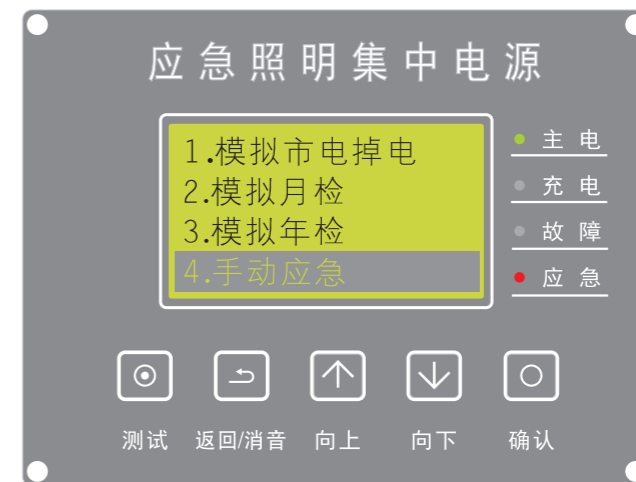 应急照明集中电源
1.模拟市电掉电
2.模拟月检
3.模拟年检
4.手动应急
主电
充电
故障
应急
测试 返回/消音 向上 向下 确认